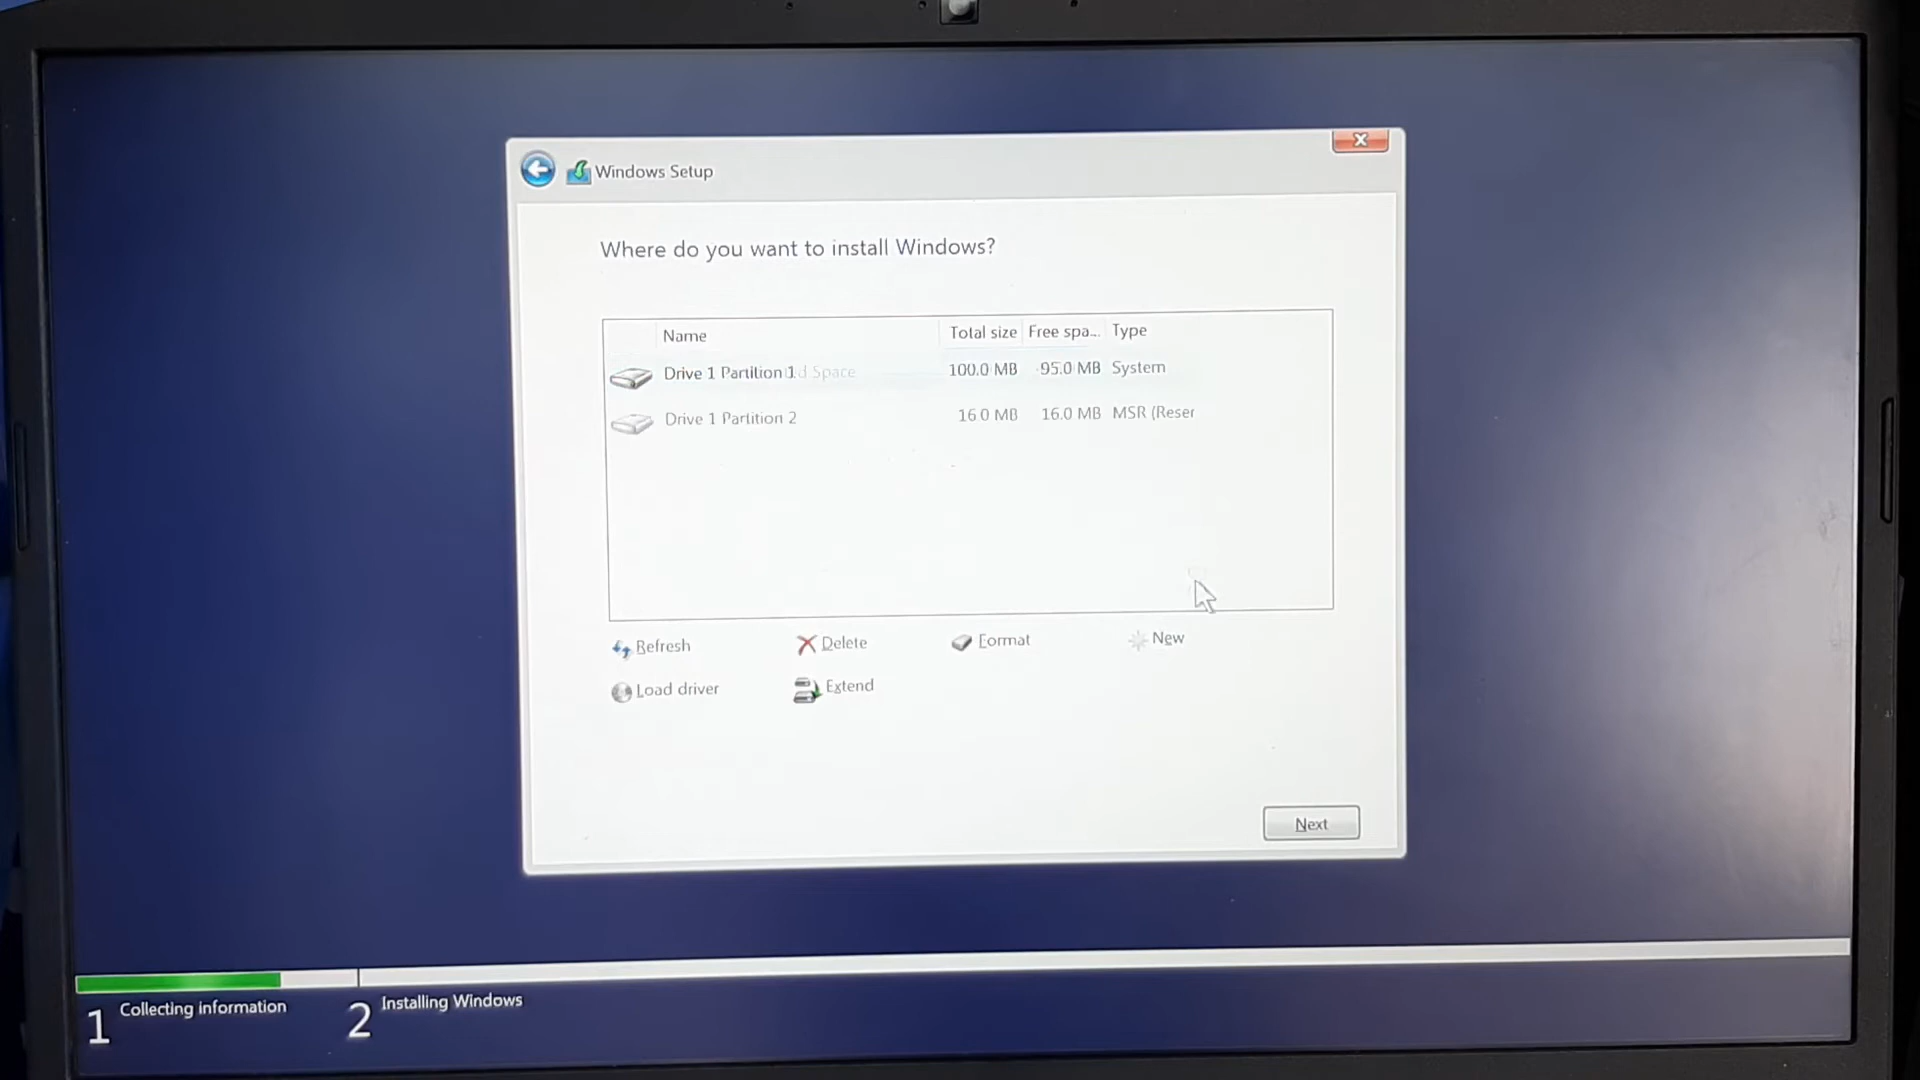 Windows Setup
Where do you want to install Windows?
Name Total size Free spa... Type
Drive 1 Partition 1 d Space 100.0 MB 95.0 MB System
Drive 1 Partition 2 16.0 MB 16.0 MB MSR (Reser
Refresh Delete Format New
Load driver Extend
Next
1 Collecting information 2 Installing Windows